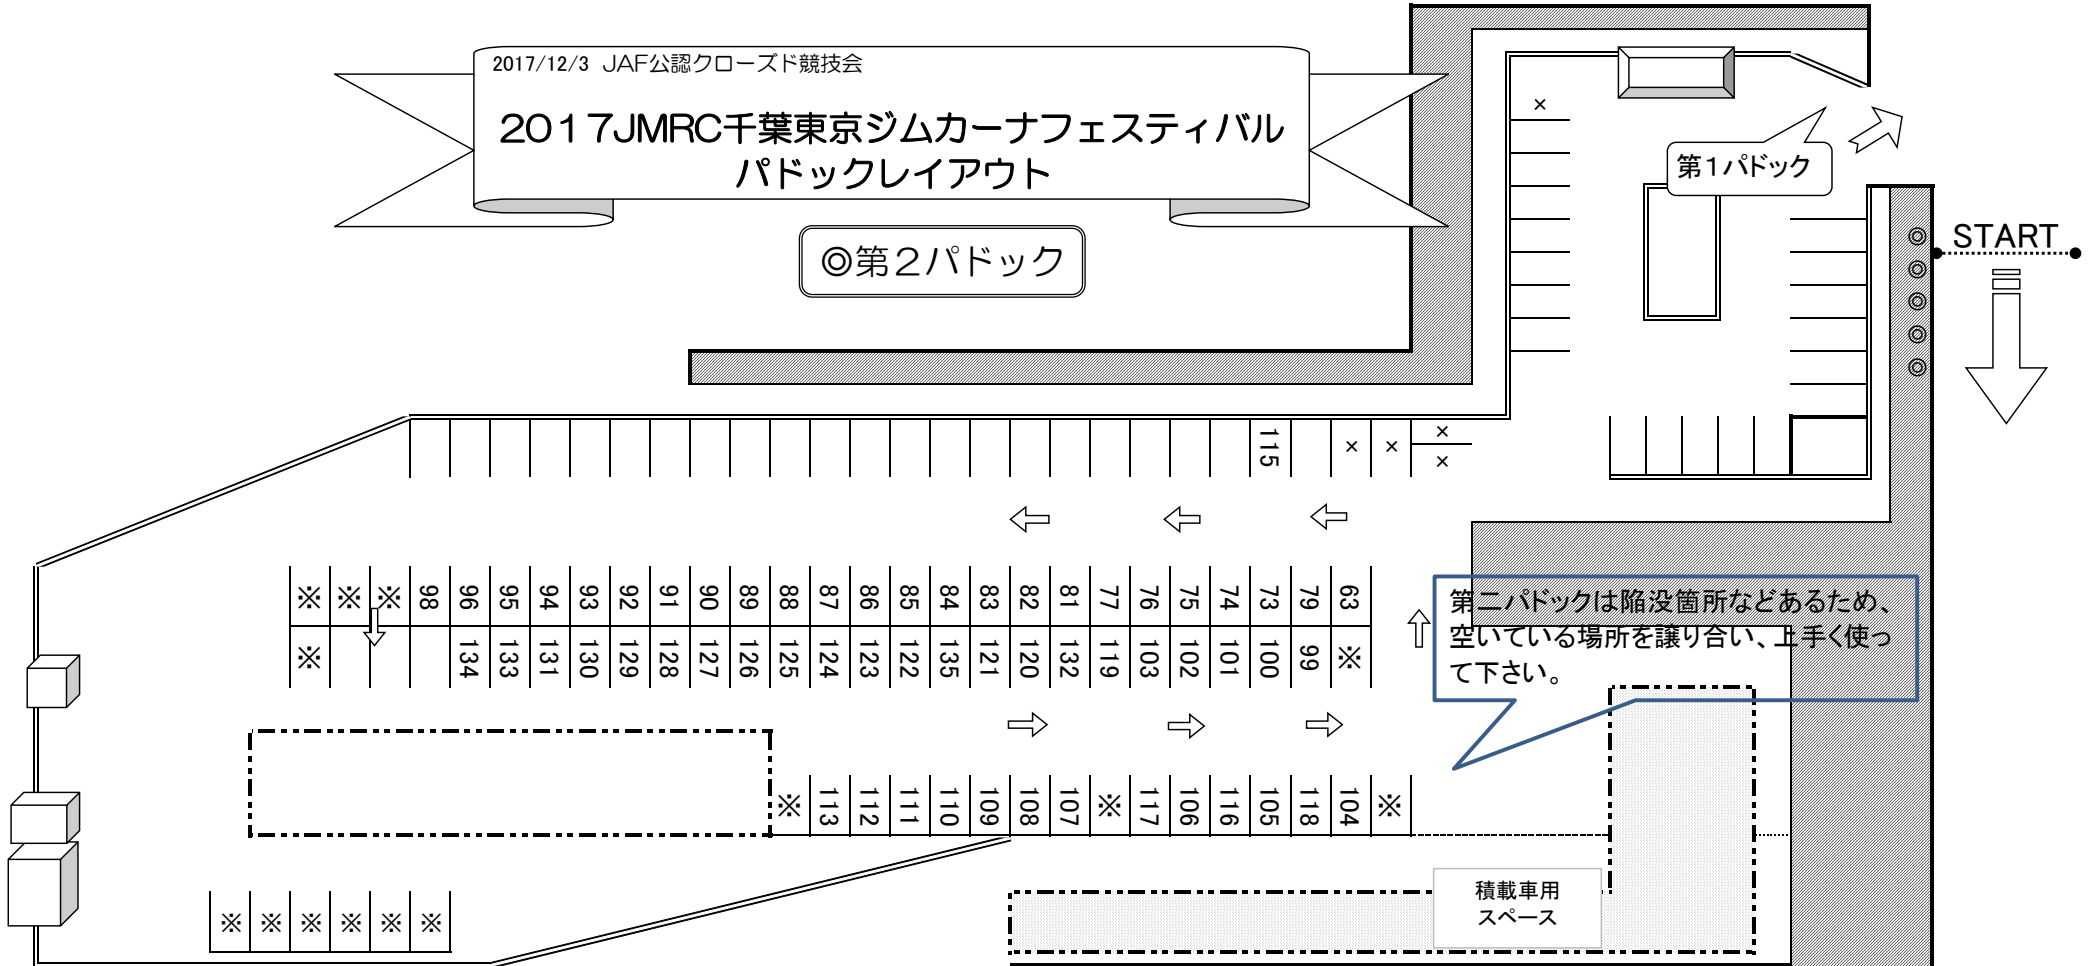 2017/12/3 JAF公認クローズド競技会
2017JMRC千葉東京ジムカーナフェスティバル
パドックレイアウト
◎第2パドック
×
第1パドック
START
◎
◎
◎
◎
◎
115 × × ×
×
※ ※ ※ 98 96 95 94 93 92 91 90 89 88 87 86 85 84 83 82 81 77 76 75 74 73 79 63
※ 134 133 131 130 129 128 127 126 125 124 123 122 135 121 120 132 119 103 102 101 100 99 ※
第二パドックは陥没箇所などあるため、
空いている場所を譲り合い、上手く使っ
て下さい。
※ 113 112 111 110 109 108 107 ※ 117 106 116 105 118 104 ※
積載車用
スペース
※ ※ ※ ※ ※ ※